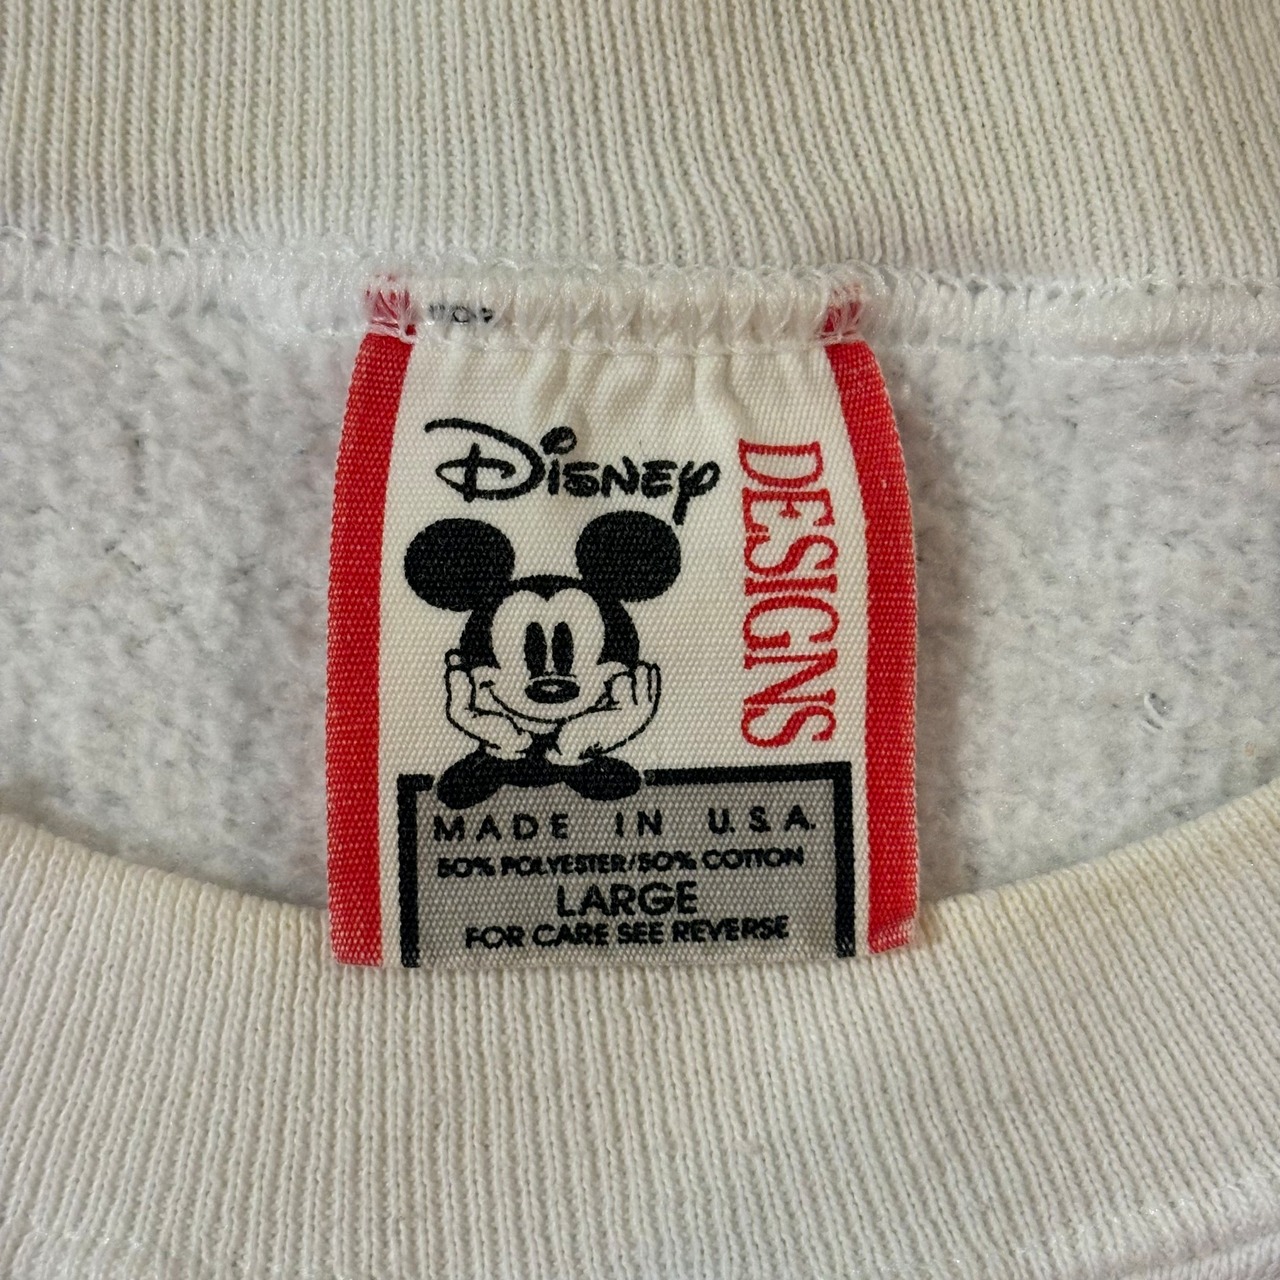 Disney
DESIGNS
MADE IN U.S.A.
50% POLYESTER/50% COTTON
LARGE
FOR CARE SEE REVERSE